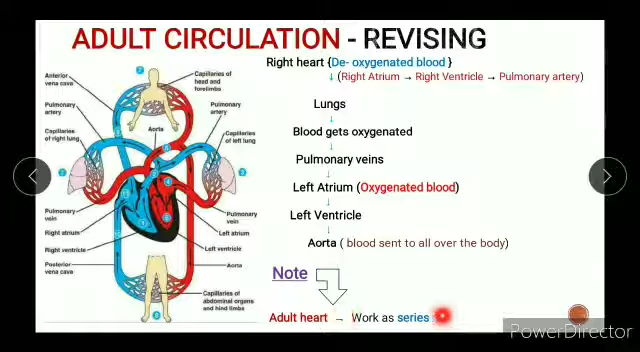 ADULT CIRCULATION - REVISING
Right heart {De- oxygenated blood }
↓ (Right Atrium → Right Ventricle → Pulmonary artery)
Lungs
↓
Blood gets oxygenated
↓
Pulmonary veins
↓
Left Atrium (Oxygenated blood)
↓
Left Ventricle
↓
Aorta ( blood sent to all over the body)
Note
Adult heart → Work as series
Anterior
vena cava
Pulmonary
artery
Capillaries
of right lung
Pulmonary
vein
Right atrium
Right ventricle
Posterior
vena cava
Capillaries of
head and
forelimbs
Pulmonary
artery
Aorta
Capillaries
of left lung
Pulmonary
vein
Left atrium
Left ventricle
Aorta
Capillaries of
abdominal organs
and hind limbs
PowerDirector